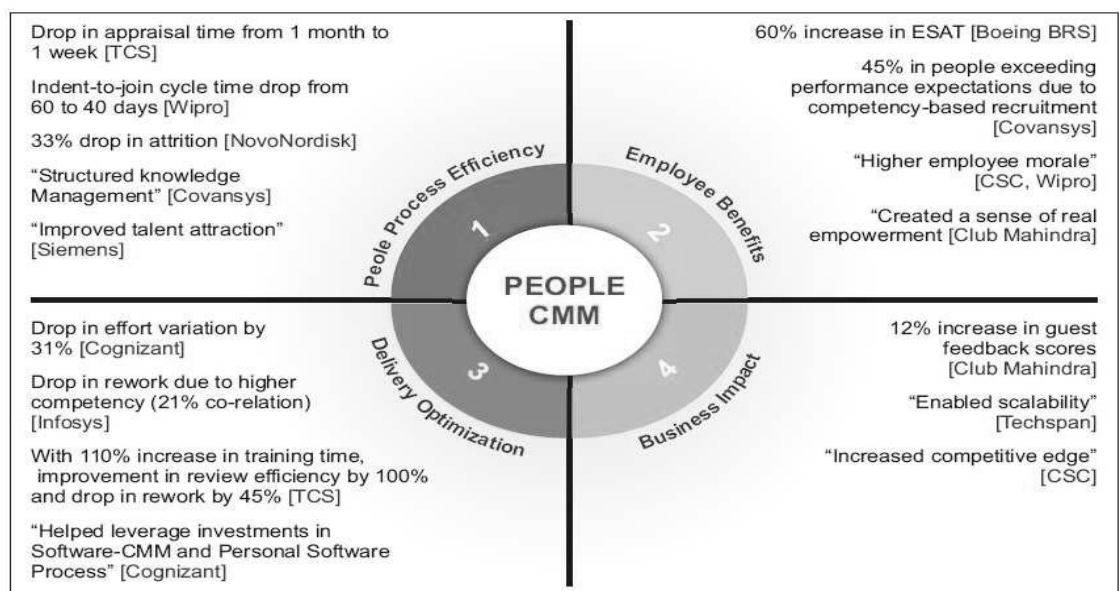 Drop in appraisal time from 1 month to
1 week [TCS]
Indent-to-join cycle time drop from
60 to 40 days [Wipro]
33% drop in attrition [NovoNordisk]
“Structured knowledge
Management” [Covansys]
“Improved talent attraction”
[Siemens]
60% increase in ESAT [Boeing BRS]
45% in people exceeding
performance expectations due to
competency-based recruitment
[Covansys]
“Higher employee morale”
[CSC, Wipro]
“Created a sense of real
empowerment [Club Mahindra]
Peole Process Efficiency
Employee Benefits
1
2
PEOPLE
CMM
3
4
Delivery Optimization
Business Impact
Drop in effort variation by
31% [Cognizant]
Drop in rework due to higher
competency (21% co-relation)
[Infosys]
With 110% increase in training time,
improvement in review efficiency by 100%
and drop in rework by 45% [TCS]
“Helped leverage investments in
Software-CMM and Personal Software
Process” [Cognizant]
12% increase in guest
feedback scores
[Club Mahindra]
“Enabled scalability”
[Techspan]
“Increased competitive edge”
[CSC]